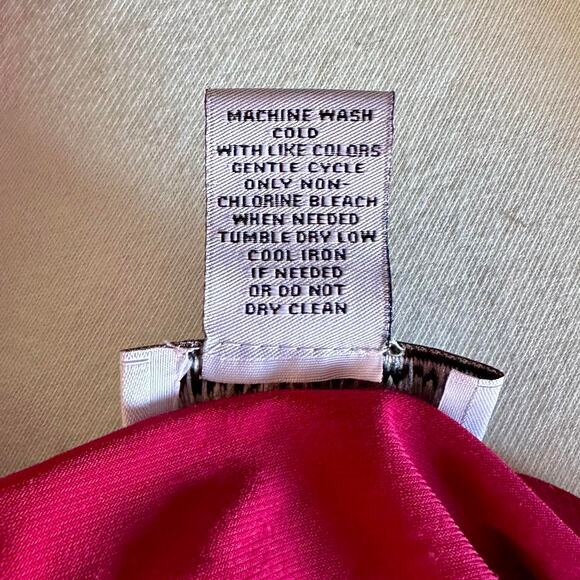 MACHINE WASH
COLD
WITH LIKE COLORS
GENTLE CYCLE
ONLY NON-
CHLORINE BLEACH
WHEN NEEDED
TUMBLE DRY LOW
COOL IRON
IF NEEDED
OR DO NOT
DRY CLEAN